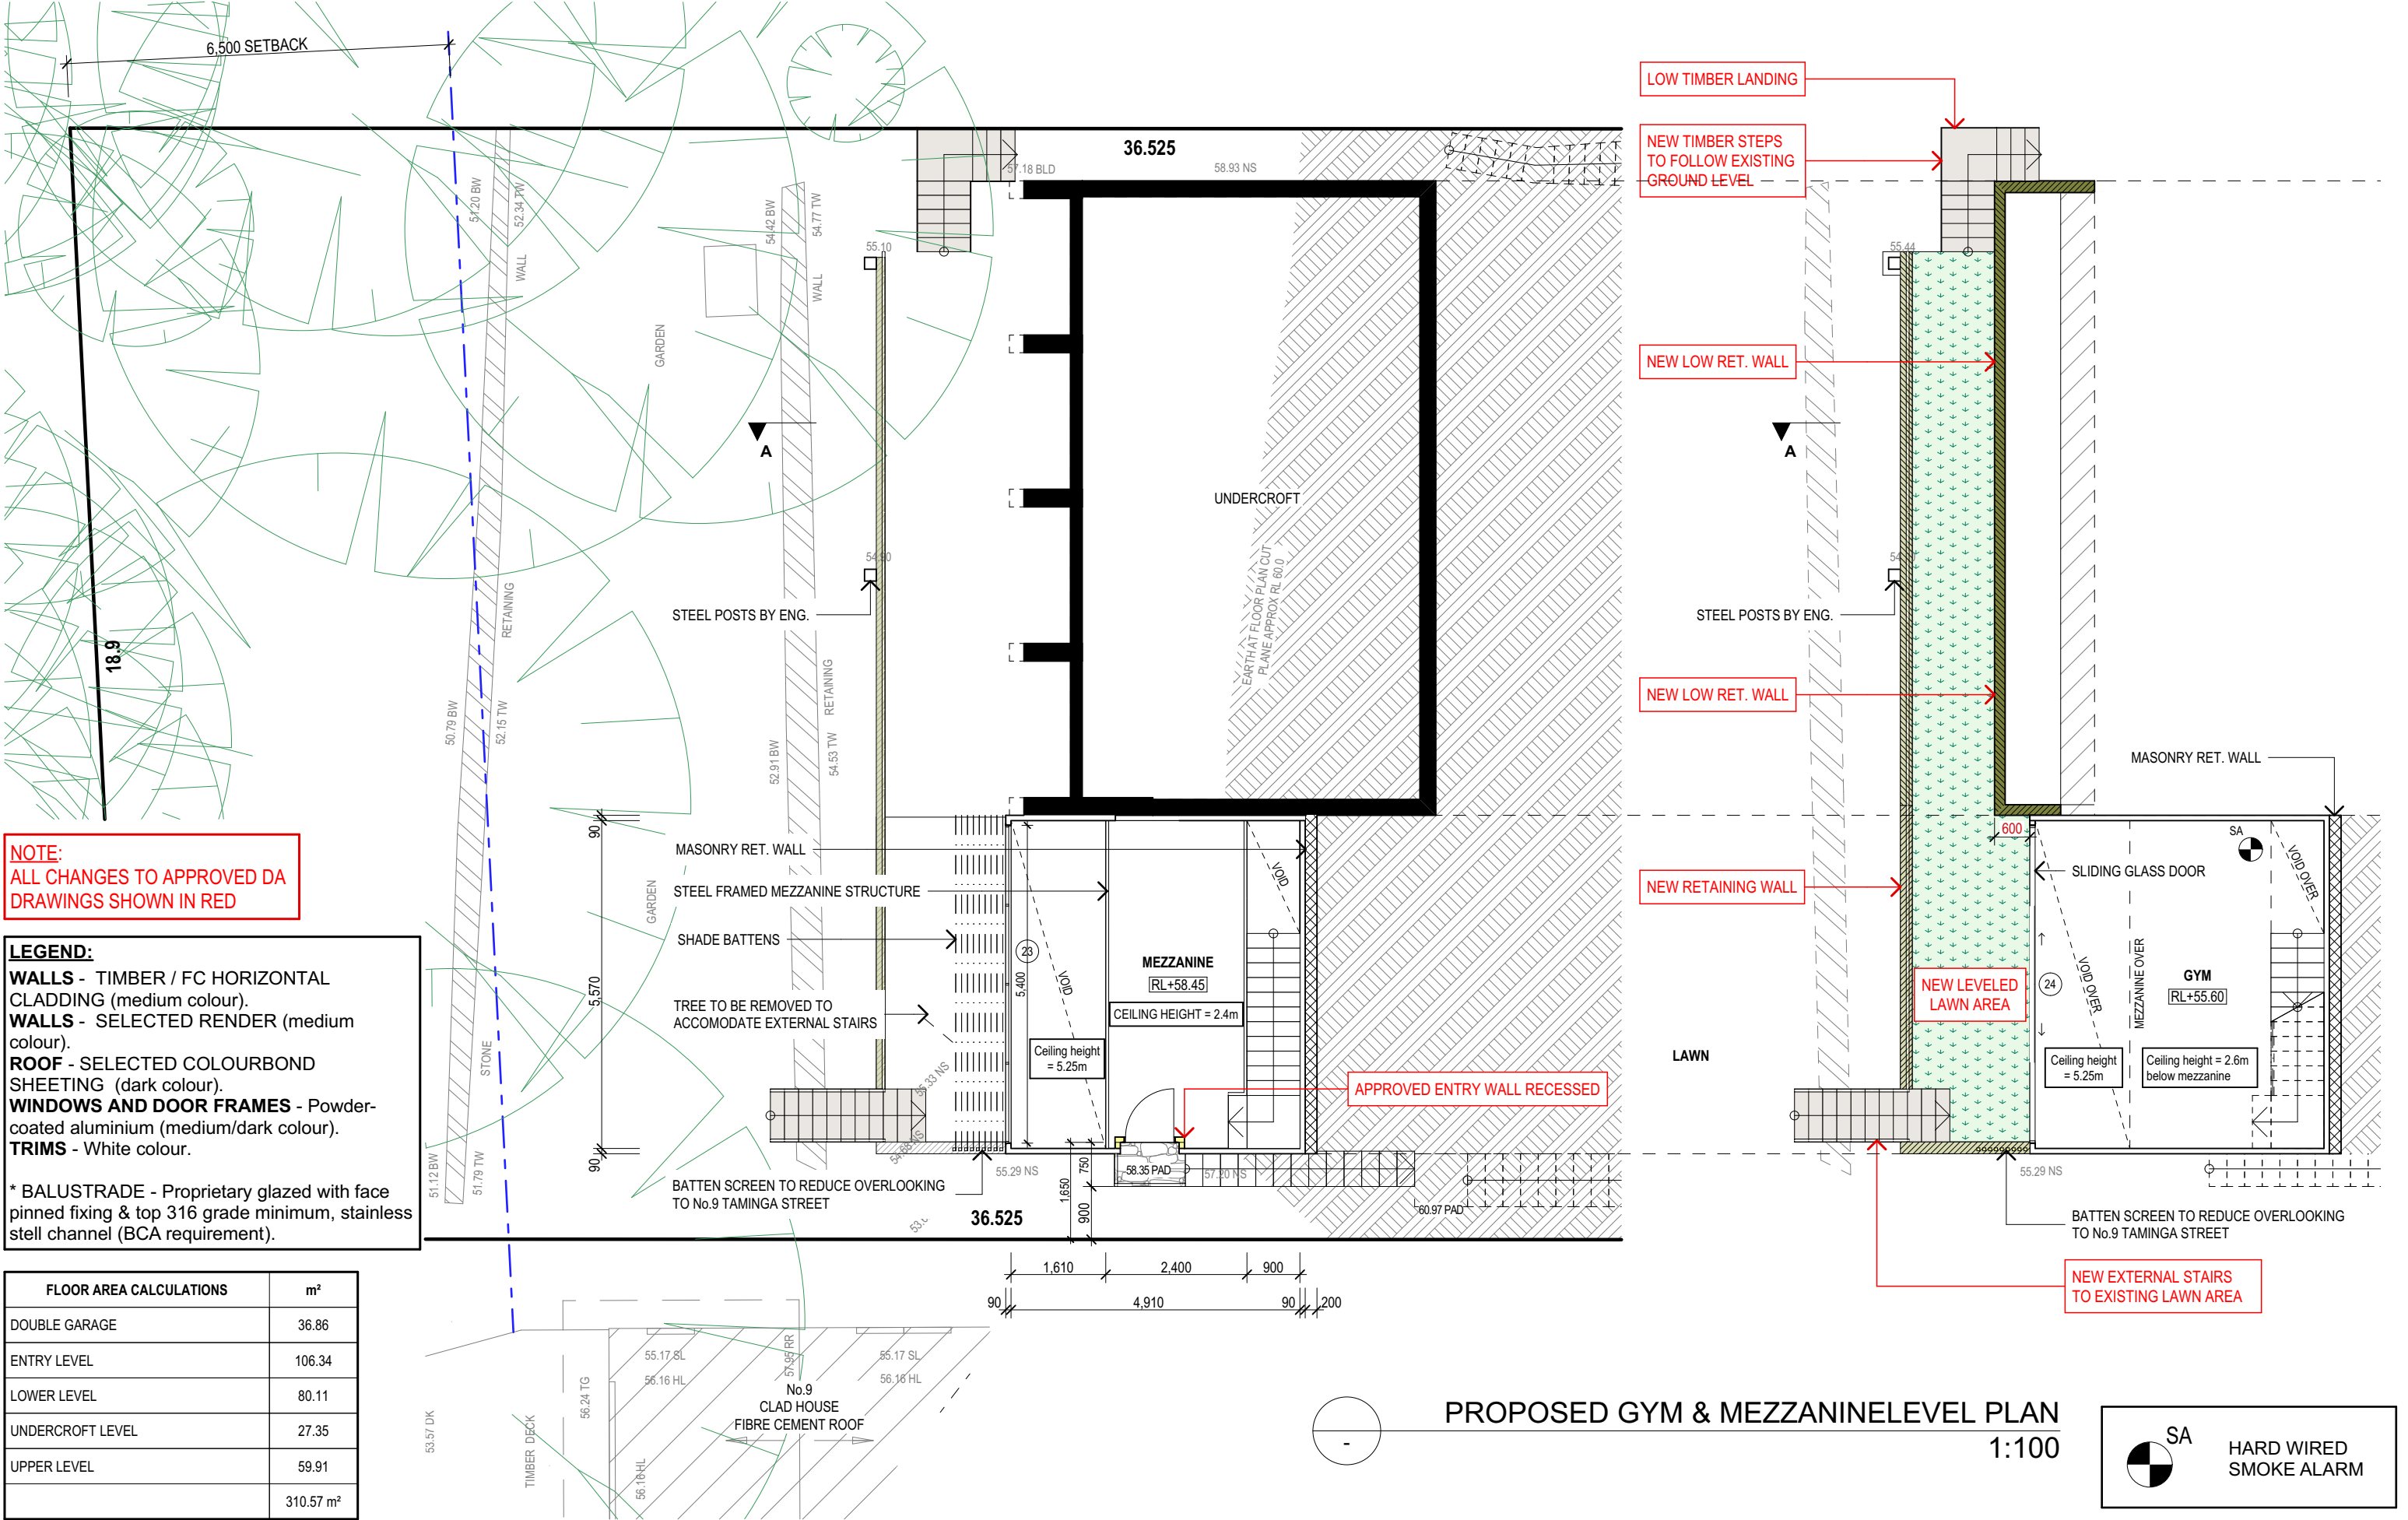 6,500 SETBACK
36.525
57.18 BLD
58.93 NS
51.20 BW
52.34 TW
WALL
54.42 BW
54.77 TW
WALL
55.10
GARDEN
A
UNDERCROFT
EARTH AT FLOOR PLAN CUT
PLANE APPROX RL 60.0
STEEL POSTS BY ENG.
RETAINING
RETAINING
18.9
50.79 BW
52.15 TW
52.91 BW
54.53 TW
LOW TIMBER LANDING
NEW TIMBER STEPS
TO FOLLOW EXISTING
GROUND LEVEL
55.44
NEW LOW RET. WALL
A
STEEL POSTS BY ENG.
NEW LOW RET. WALL
MASONRY RET. WALL
NOTE:
ALL CHANGES TO APPROVED DA
DRAWINGS SHOWN IN RED
90
5,570
90
MASONRY RET. WALL
STEEL FRAMED MEZZANINE STRUCTURE
GARDEN
SHADE BATTENS
TREE TO BE REMOVED TO
ACCOMODATE EXTERNAL STAIRS
STONE
23
5,400
VOID
VOID
MEZZANINE
RL+58.45
CEILING HEIGHT = 2.4m
Ceiling height
= 5.25m
55.33 NS
54.68 NS
APPROVED ENTRY WALL RECESSED
LAWN
600
NEW RETAINING WALL
SLIDING GLASS DOOR
SA
VOID OVER
24
VOID OVER
MEZZANINE OVER
GYM
RL+55.60
NEW LEVELED
LAWN AREA
Ceiling height
= 5.25m
Ceiling height = 2.6m
below mezzanine
LEGEND:
WALLS - TIMBER / FC HORIZONTAL
CLADDING (medium colour).
WALLS - SELECTED RENDER (medium
colour).
ROOF - SELECTED COLOURBOND
SHEETING (dark colour).
WINDOWS AND DOOR FRAMES - Powder-
coated aluminium (medium/dark colour).
TRIMS - White colour.
* BALUSTRADE - Proprietary glazed with face
pinned fixing & top 316 grade minimum, stainless
stell channel (BCA requirement).
51.12 BW
51.79 TW
BATTEN SCREEN TO REDUCE OVERLOOKING
TO No.9 TAMINGA STREET
55.29 NS
36.525
1,650
750
900
58.35 PAD
57.20 NS
60.97 PAD
55.29 NS
BATTEN SCREEN TO REDUCE OVERLOOKING
TO No.9 TAMINGA STREET
NEW EXTERNAL STAIRS
TO EXISTING LAWN AREA
1,610
2,400
900
90
4,910
90
200
FLOOR AREA CALCULATIONS m²
DOUBLE GARAGE 36.86
ENTRY LEVEL 106.34
LOWER LEVEL 80.11
UNDERCROFT LEVEL 27.35
UPPER LEVEL 59.91
310.57 m²
53.57 DK
TIMBER DECK
56.24 TG
55.17 SL
56.16 HL
57.95 RR
55.17 SL
56.16 HL
56.16 HL
No.9
CLAD HOUSE
FIBRE CEMENT ROOF
-
PROPOSED GYM & MEZZANINELEVEL PLAN
1:100
SA
HARD WIRED
SMOKE ALARM